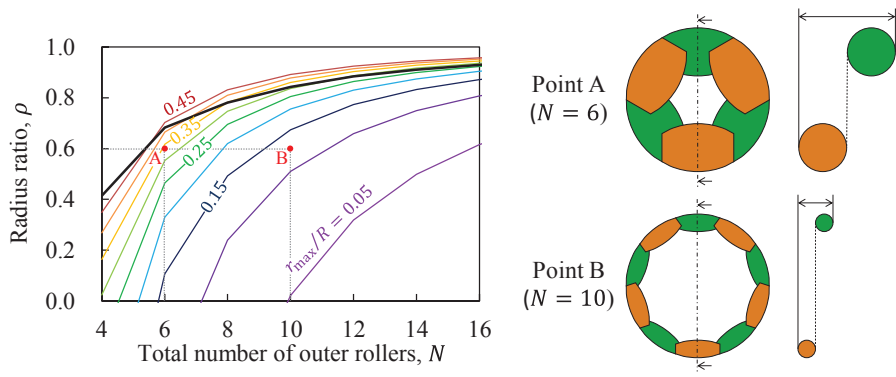 Radius ratio, ρ
1.0
0.8
0.6
0.4
0.2
0.0
0.45
0.35
0.25
0.15
r_max/R = 0.05
A
B
4
6
8
10
12
14
16
Total number of outer rollers, N
Point A
(N = 6)
Point B
(N = 10)